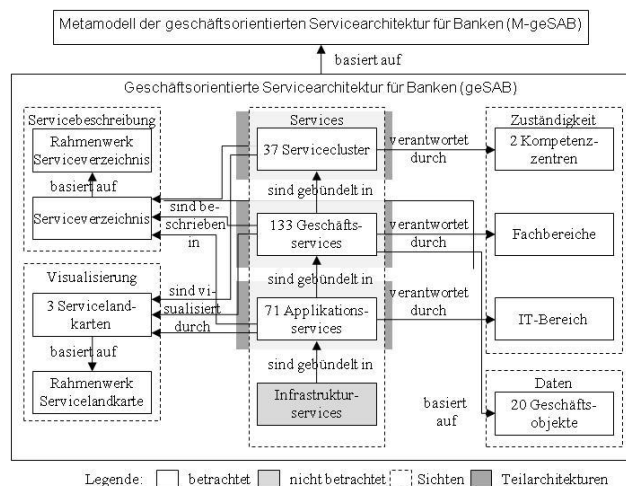 Metamodell der geschäftsorientierten Servicearchitektur für Banken (M-geSAB)
basiert auf
Geschäftsorientierte Servicearchitektur für Banken (geSAB)
Servicebeschreibung
Rahmenwerk
Serviceverzeichnis
basiert auf
Serviceverzeichnis
sind be-
schrieben
in
Visualisierung
3 Serviceland-
karten
basiert auf
Rahmenwerk
Servicelandkarte
sind vi-
sualisiert
durch
Services
37 Servicecluster
sind gebündelt in
133 Geschäfts-
services
sind gebündelt in
71 Applikations-
services
sind gebündelt in
Infrastruktur-
services
verantwortet
durch
verantwortet
durch
verantwortet
durch
basiert
auf
Zuständigkeit
2 Kompetenz-
zentren
Fachbereiche
IT-Bereich
Daten
20 Geschäfts-
objekte
Legende: betrachtet nicht betrachtet Sichten Teilarchitekturen